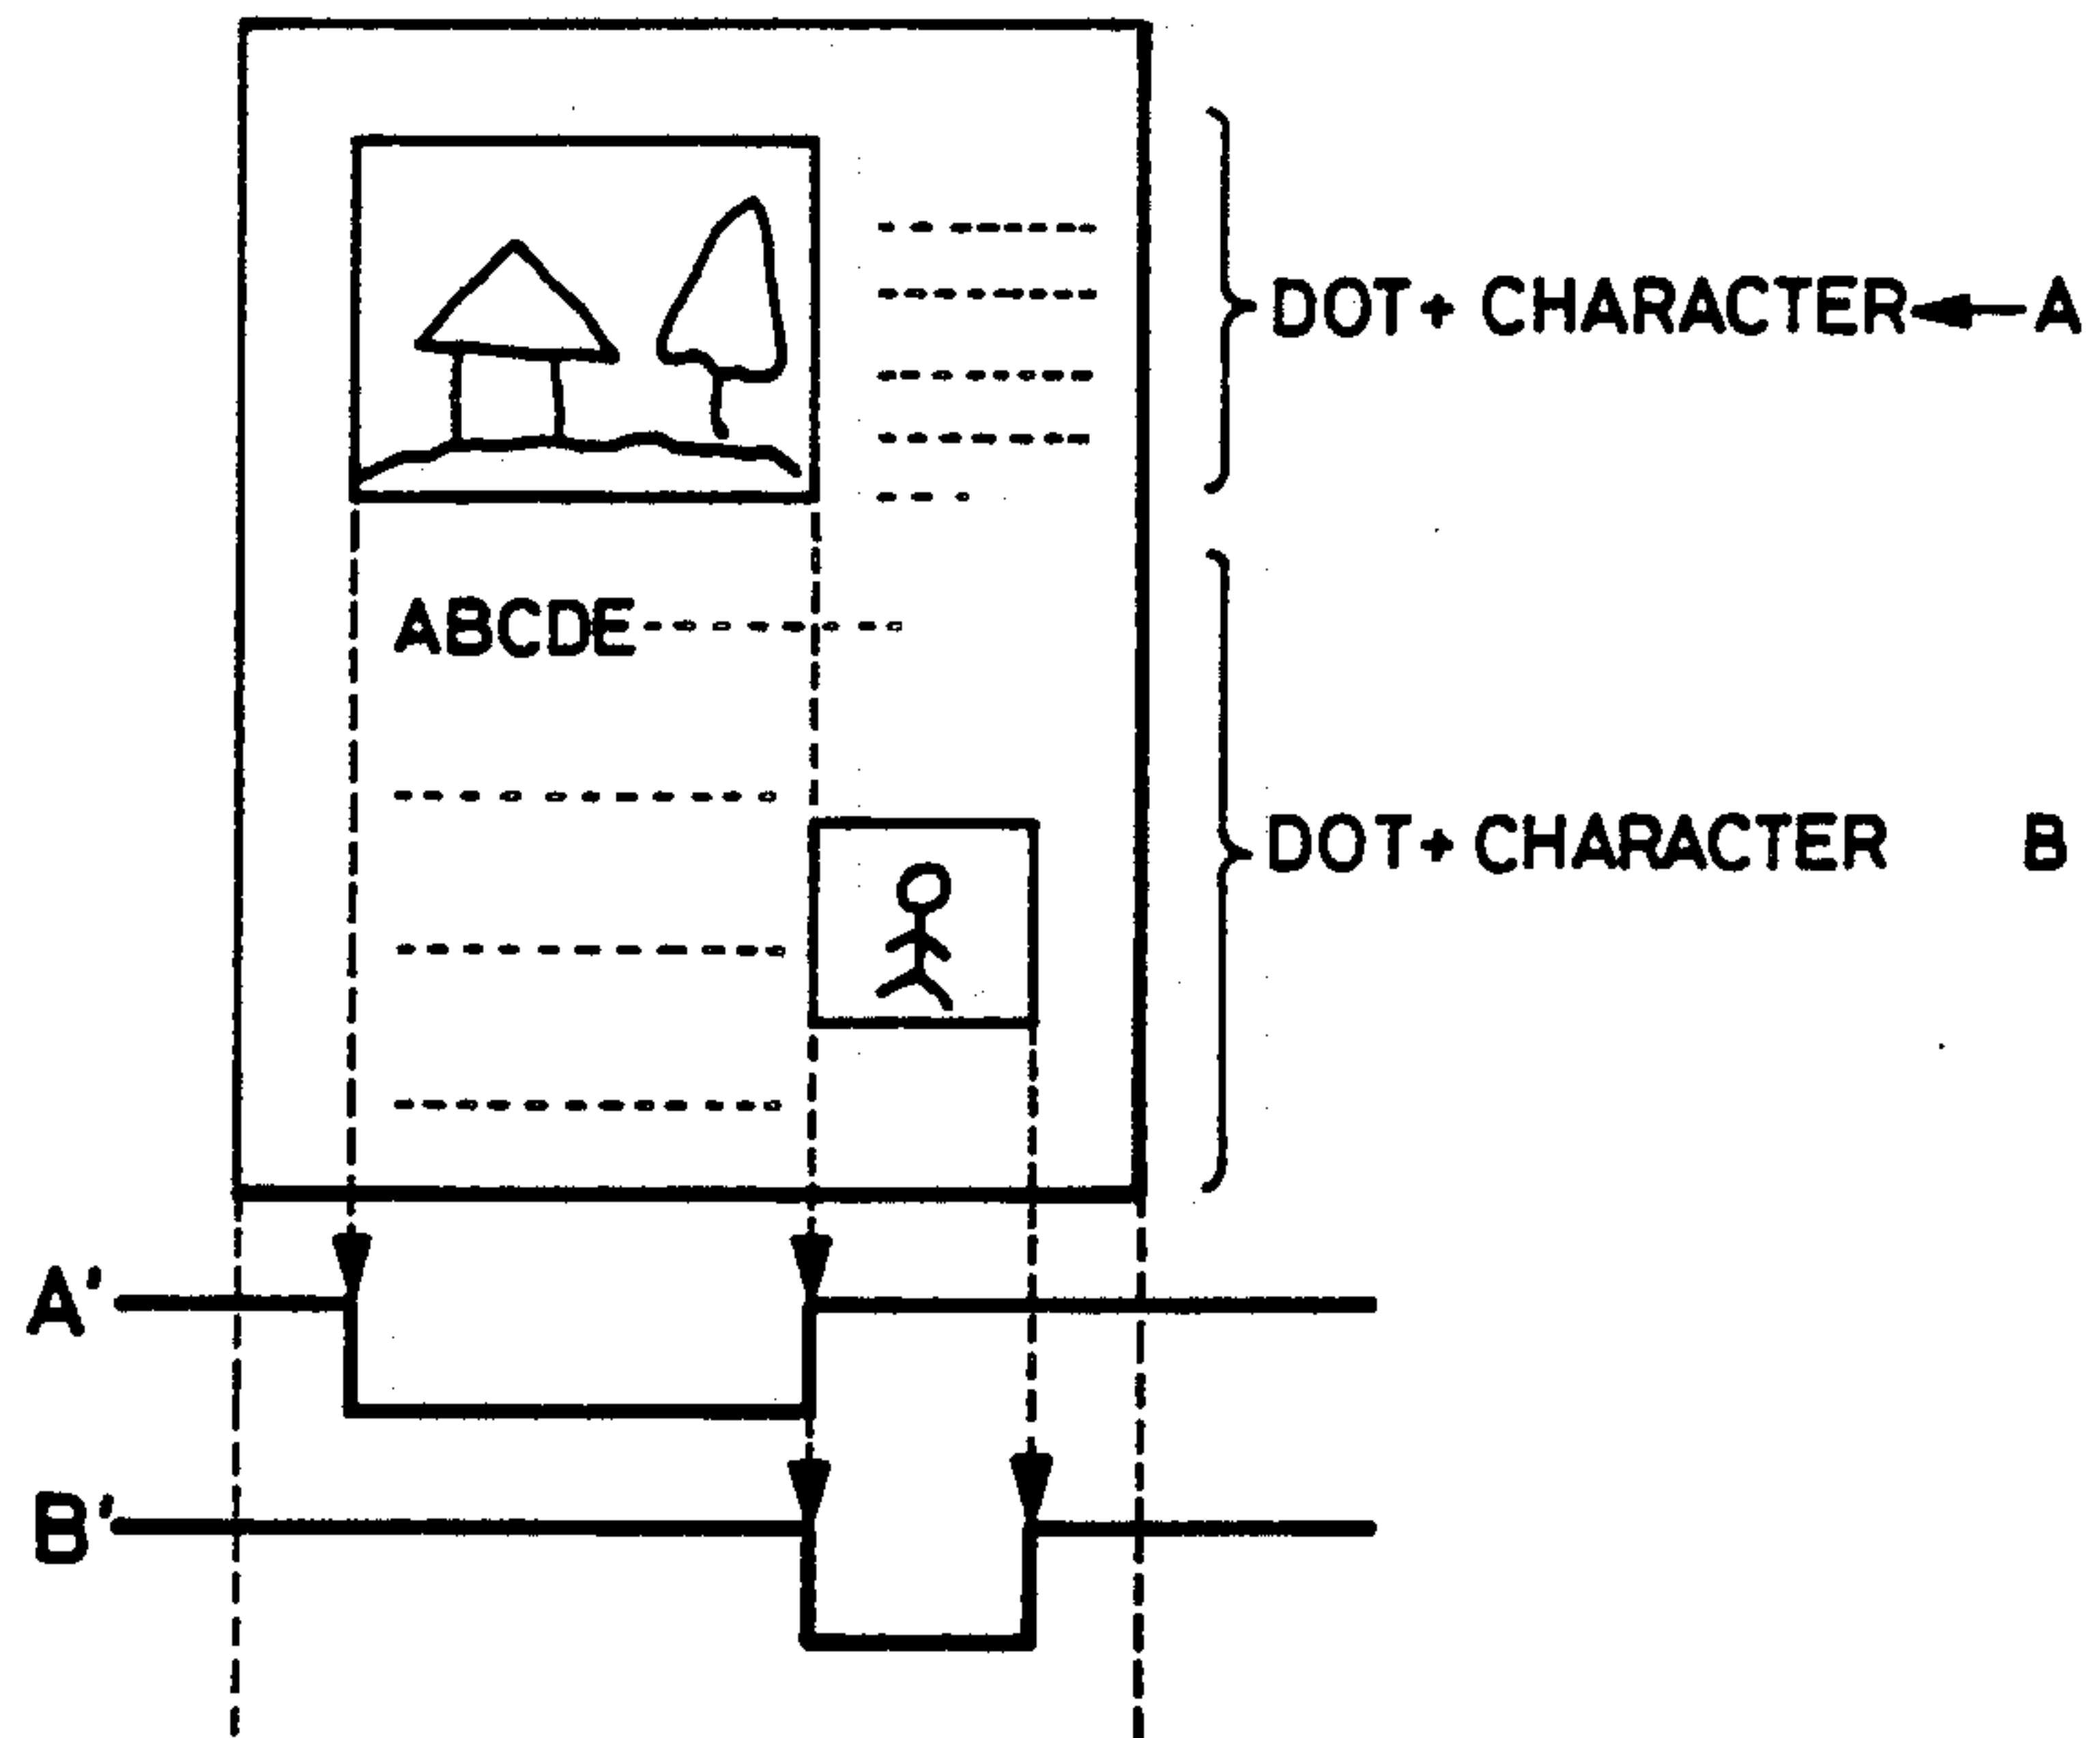 DOT + CHARACTER A
ABCDE
DOT + CHARACTER B
A'
B'